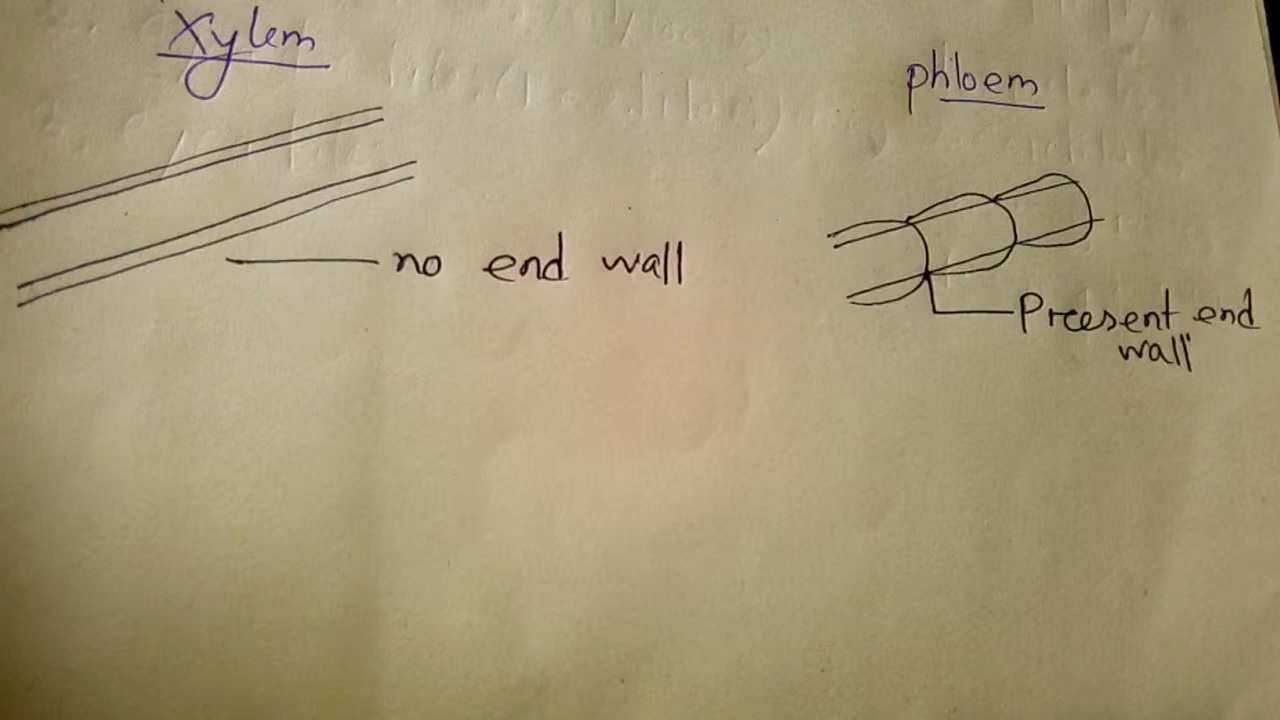 Xylem
phloem
no end wall
Preesent end
wall